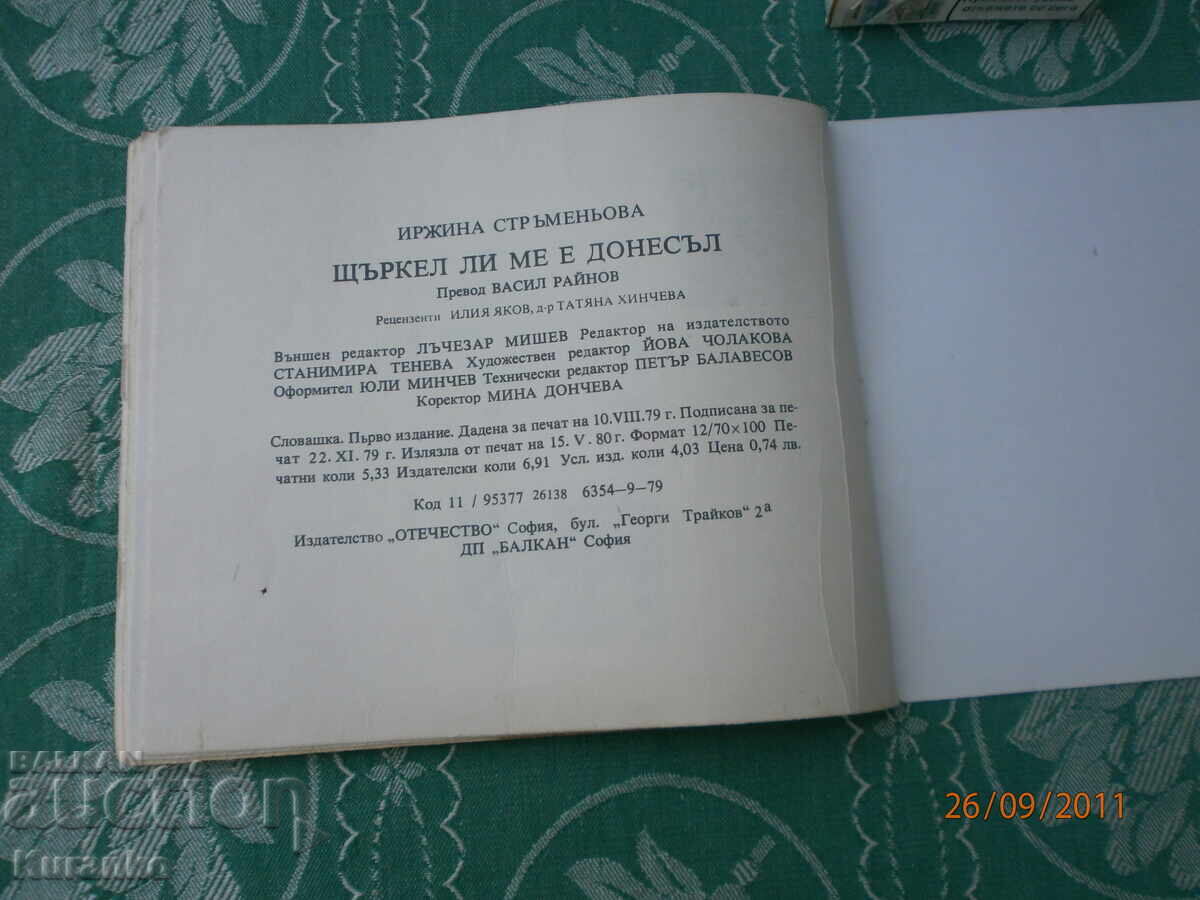 откажете се сега
ИРЖИНА СТРЪМЕНЬОВА
ЩЪРКЕЛ ЛИ МЕ Е ДОНЕСЪЛ
Превод ВАСИЛ РАЙНОВ
Рецензенти ИЛИЯ ЯКОВ, д-р ТАТЯНА ХИНЧЕВА
Външен редактор ЛЪЧЕЗАР МИШЕВ Редактор на издателството
СТАНИМИРА ТЕНЕВА Художествен редактор ЙОВА ЧОЛАКОВА
Оформител ЮЛИ МИНЧЕВ Технически редактор ПЕТЪР БАЛАВЕСОВ
Коректор МИНА ДОНЧЕВА
Словашка. Първо издание. Дадена за печат на 10.VIII.79 г. Подписана за пе-
чат 22. XI. 79 г. Излязла от печат на 15. V. 80 г. Формат 12/70×100 Пе-
чатни коли 5,33 Издателски коли 6,91 Усл. изд. коли 4,03 Цена 0,74 лв.
Код 11 / 95377 26138 6354—9—79
Издателство „ОТЕЧЕСТВО“ София, бул. „Георги Трайков“ 2а
ДП „БАЛКАН“ София
BALKAN
auction
Kuranko
26/09/2011